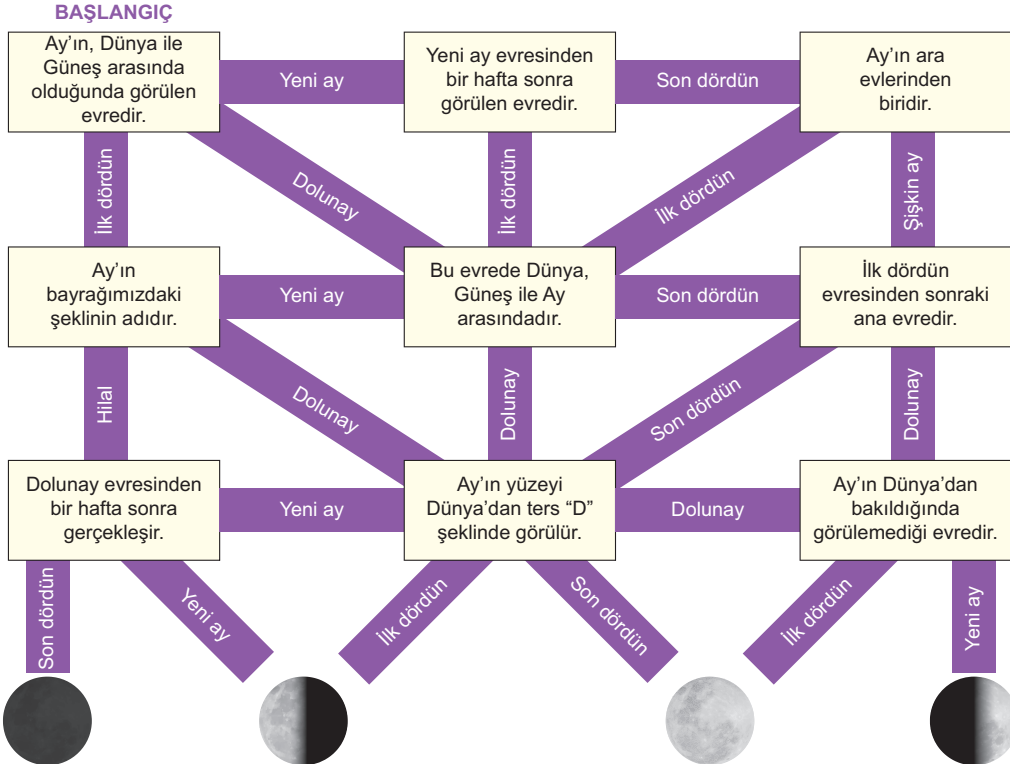 BAŞLANGIÇ
Ay’ın, Dünya ile
Güneş arasında
olduğunda görülen
evredir.
Yeni ay
Yeni ay evresinden
bir hafta sonra
görülen evredir.
Son dördün
Ay’ın ara
evlerinden
biridir.
İlk dördün
Dolunay
İlk dördün
İlk dördün
Şişkin ay
Ay’ın
bayrağımızdaki
şeklinin adıdır.
Yeni ay
Bu evrede Dünya,
Güneş ile Ay
arasındadır.
Son dördün
İlk dördün
evresinden sonraki
ana evredir.
Hilal
Dolunay
Dolunay
Son dördün
Dolunay
Dolunay evresinden
bir hafta sonra
gerçekleşir.
Yeni ay
Ay’ın yüzeyi
Dünya’dan ters “D”
şeklinde görülür.
Dolunay
Ay’ın Dünya’dan
bakıldığında
görülemediği evredir.
Son dördün
Yeni ay
İlk dördün
Son dördün
İlk dördün
Yeni ay